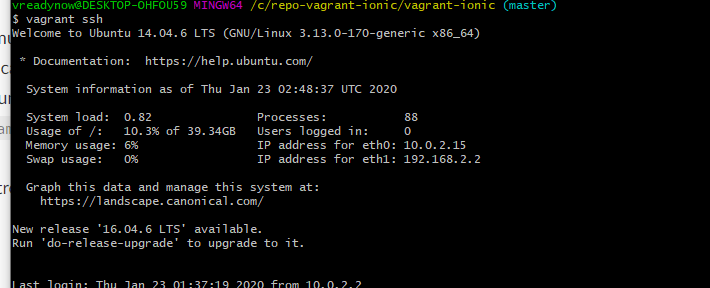 vreadynow@DESKTOP-OHFOU59 MINGW64 /c/repo-vagrant-ionic/vagrant-ionic (master)
$ vagrant ssh
Welcome to Ubuntu 14.04.6 LTS (GNU/Linux 3.13.0-170-generic x86_64)
* Documentation: https://help.ubuntu.com/
System information as of Thu Jan 23 02:48:37 UTC 2020
System load: 0.82 Processes: 88
Usage of /: 10.3% of 39.34GB Users logged in: 0
Memory usage: 6% IP address for eth0: 10.0.2.15
Swap usage: 0% IP address for eth1: 192.168.2.2
Graph this data and manage this system at:
https://landscape.canonical.com/
New release '16.04.6 LTS' available.
Run 'do-release-upgrade' to upgrade to it.
Last login: Thu Jan 23 01:37:19 2020 from 10.0.2.2